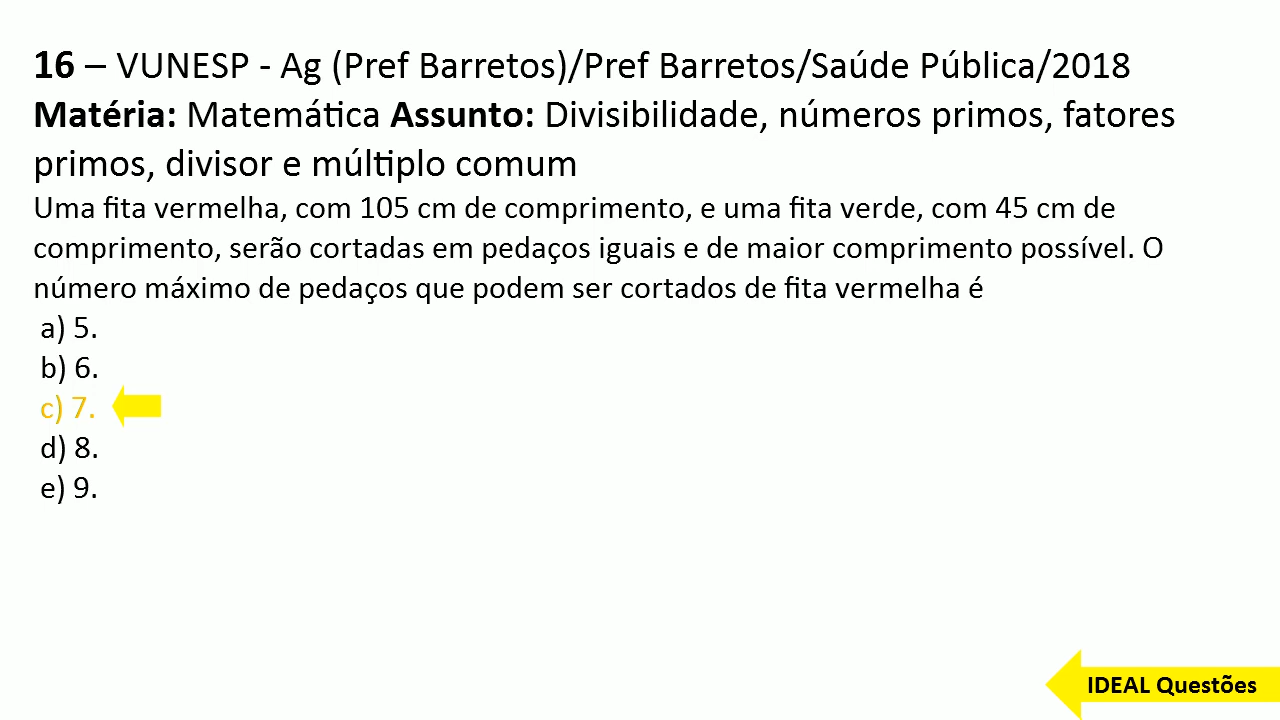 16 – VUNESP - Ag (Pref Barretos)/Pref Barretos/Saúde Pública/2018
Matéria: Matemática Assunto: Divisibilidade, números primos, fatores
primos, divisor e múltiplo comum
Uma fita vermelha, com 105 cm de comprimento, e uma fita verde, com 45 cm de
comprimento, serão cortadas em pedaços iguais e de maior comprimento possível. O
número máximo de pedaços que podem ser cortados de fita vermelha é
a) 5.
b) 6.
c) 7.
d) 8.
e) 9.
IDEAL Questões